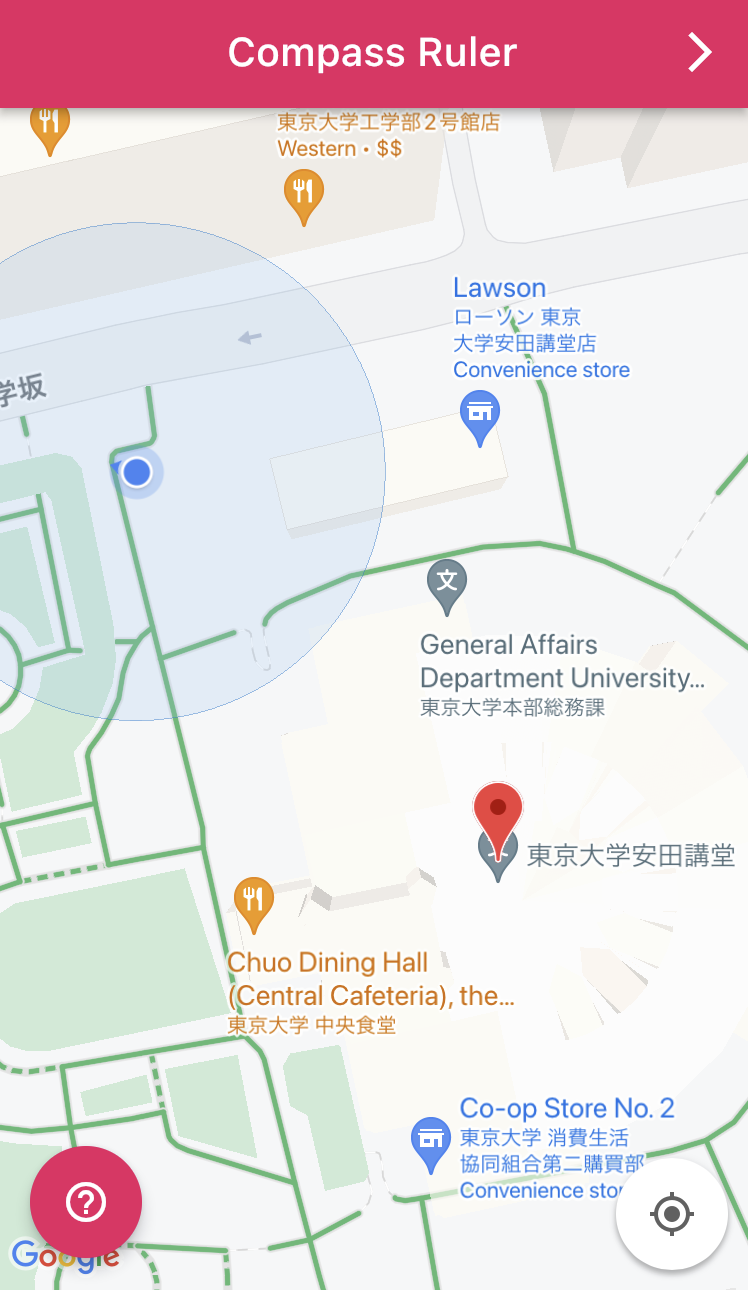 Compass Ruler
東京大学工学部2号館店
Western • $$
Lawson
ローソン 東京
大学安田講堂店
Convenience store
学坂
文
General Affairs
Department University...
東京大学本部総務課
東京大学安田講堂
Chuo Dining Hall
(Central Cafeteria), the...
東京大学 中央食堂
Co-op Store No. 2
東京大学 消費生活
協同組合第二購買部
Convenience
?
Google